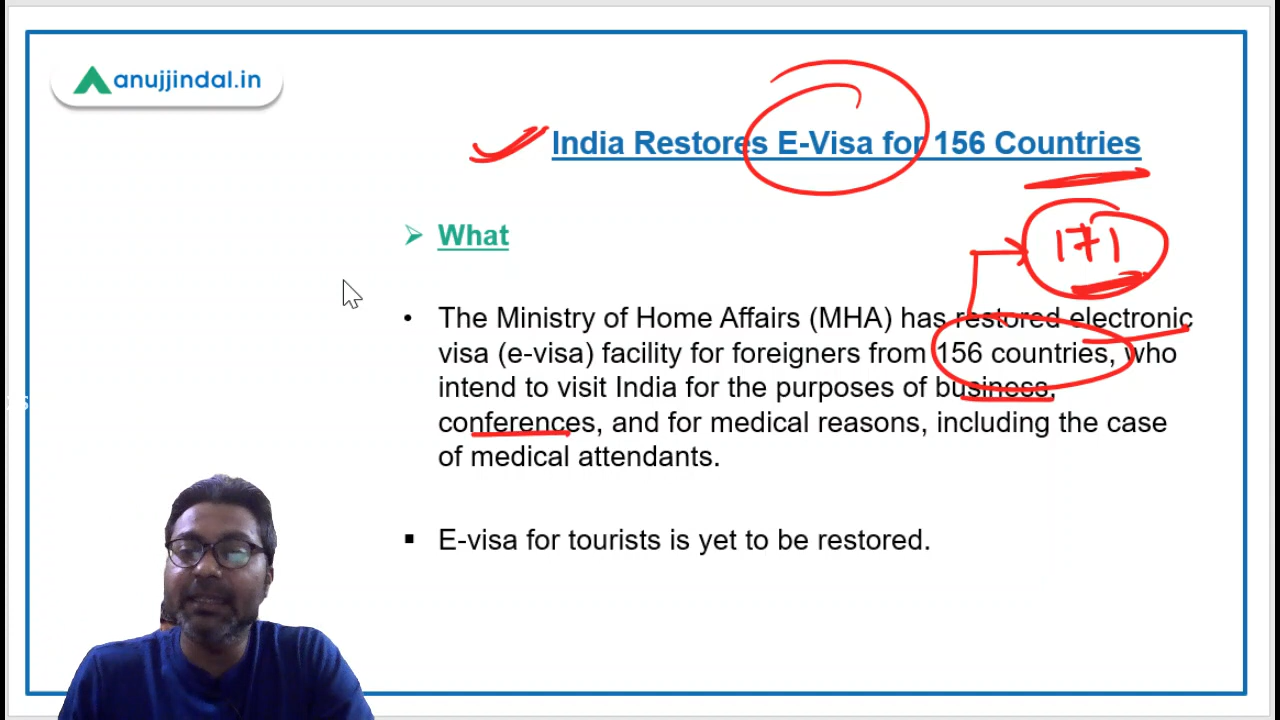 anujjindal.in
India Restores E-Visa for 156 Countries
What
171
The Ministry of Home Affairs (MHA) has restored electronic
visa (e-visa) facility for foreigners from 156 countries, who
intend to visit India for the purposes of business,
conferences, and for medical reasons, including the case
of medical attendants.
E-visa for tourists is yet to be restored.